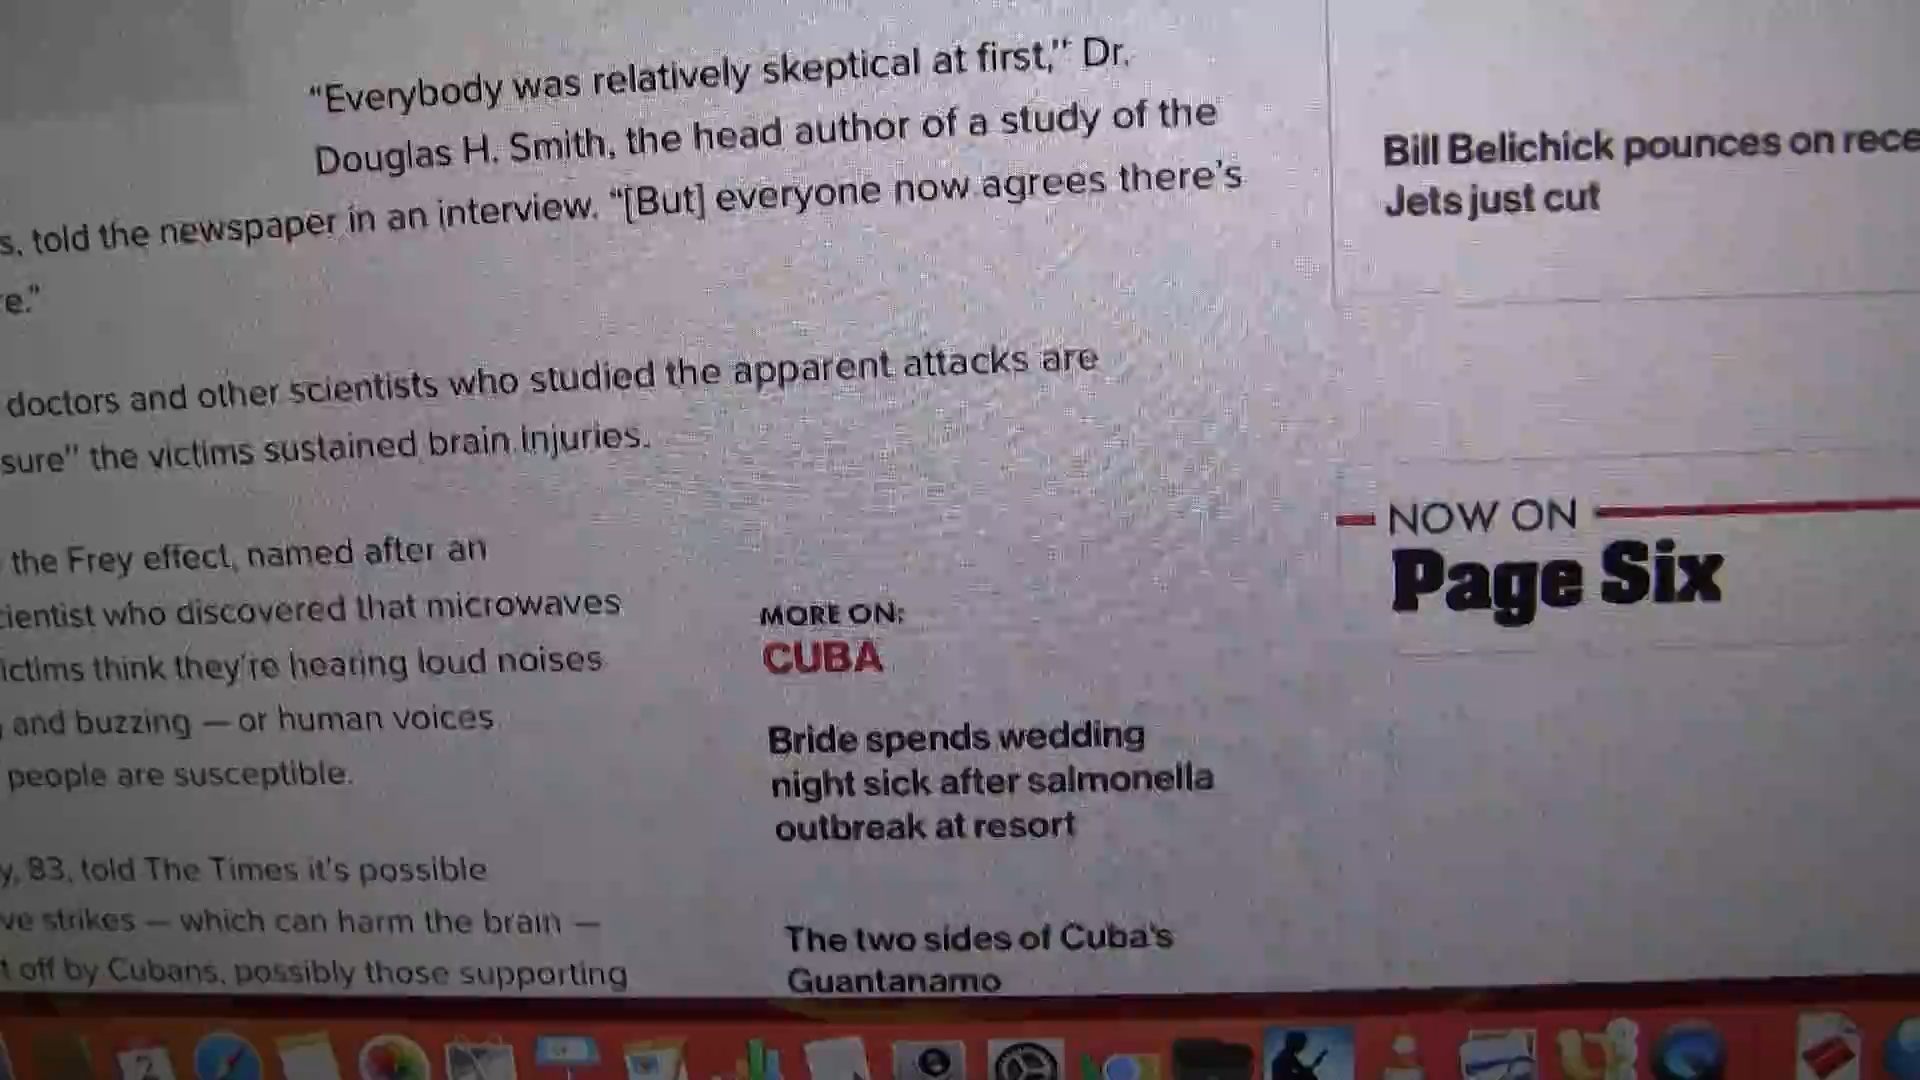 “Everybody was relatively skeptical at first,” Dr.
Douglas H. Smith, the head author of a study of the
s, told the newspaper in an interview. “[But] everyone now agrees there’s
e.”
doctors and other scientists who studied the apparent attacks are
sure” the victims sustained brain injuries.
the Frey effect, named after an
cientist who discovered that microwaves
ictims think they’re hearing loud noises
and buzzing — or human voices
people are susceptible.
y, 83, told The Times it’s possible
ve strikes — which can harm the brain —
t off by Cubans, possibly those supporting
MORE ON:
CUBA
Bride spends wedding
night sick after salmonella
outbreak at resort
The two sides of Cuba’s
Guantanamo
Bill Belichick pounces on rece
Jets just cut
NOW ON
Page Six
2